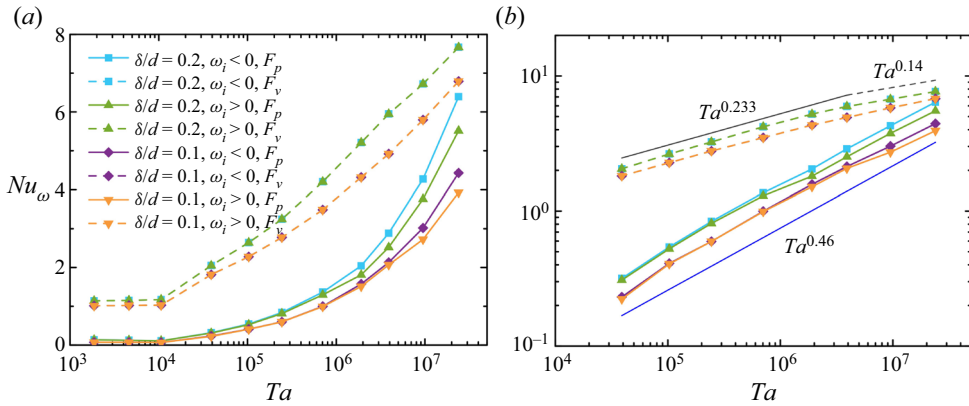 (a)
8
6
4
2
0
Nu_ω
δ/d = 0.2, ω_i < 0, F_p
δ/d = 0.2, ω_i < 0, F_v
δ/d = 0.2, ω_i > 0, F_p
δ/d = 0.2, ω_i > 0, F_v
δ/d = 0.1, ω_i < 0, F_p
δ/d = 0.1, ω_i < 0, F_v
δ/d = 0.1, ω_i > 0, F_p
δ/d = 0.1, ω_i > 0, F_v
10^3 10^4 10^5 10^6 10^7
Ta
(b)
10^1
10^0
10^−1
Ta^0.233
Ta^0.14
Ta^0.46
10^4 10^5 10^6 10^7
Ta